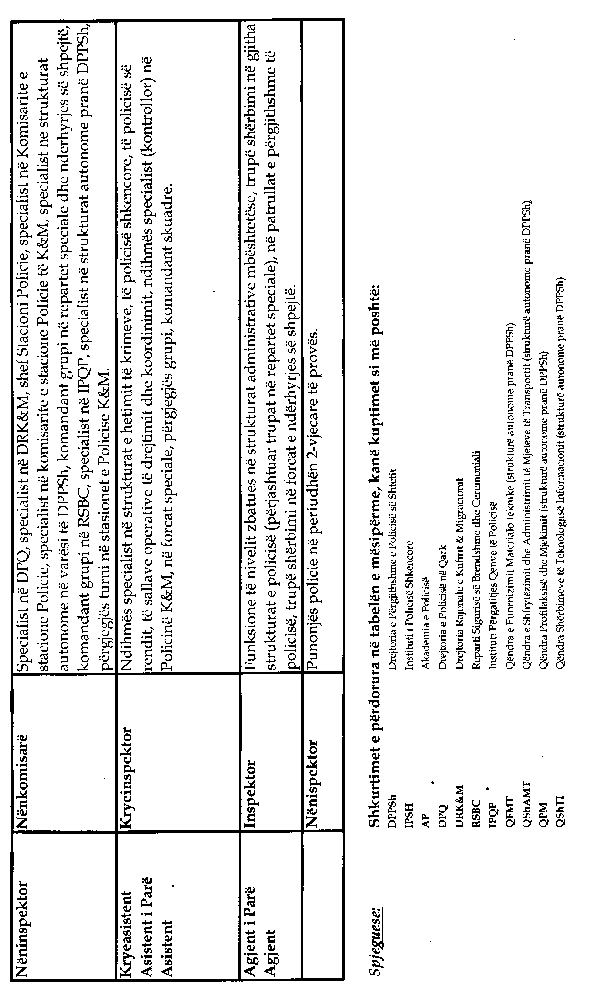 Nëninspektor
Nënkomisarë
Specialist në DPQ, specialist në DRK&M, shef Stacioni Policie, specialist në Komisarite e
stacione Policie, specialist në komisarite e stacione Policie të K&M, specialist ne strukturat
autonome në varësi të DPPSh, komandant grupi në repartet speciale dhe nderhyrjes së shpejtë,
komandant grupi në RSBC, specialist në IPQP, specialist në strukturat autonome pranë DPPSh,
përgjegjës turni në stasionet e Policise K&M.
Kryeasistent
Asistent i Parë
Asistent
Kryeinspektor
Ndihmës specialist në strukturat e hetimit të krimeve, të policisë shkencore, të policisë së
rendit, të sallave operative të drejtimit dhe koordinimit, ndihmës specialist (kontrollor) në
Policinë K&M, në forcat speciale, përgjegjës grupi, komandant skuadre.
Agjent i Parë
Agjent
Inspektor
Funksione të nivelit zbatues në strukturat administrative mbështetëse, trupë shërbimi në gjitha
strukturat e policisë (përjashtuar trupat në repartet speciale), në patrullat e përgjithshme të
policisë, trupë shërbimi në forcat e ndërhyrjes së shpejtë.
Nënispektor
Punonjës policie në periudhën 2-vjecare të provës.
Spjeguese:
Shkurtimet e përdorura në tabelën e mësipërme, kanë kuptimet si më poshtë:
DPPSh Drejtoria e Përgjithshme e Policisë së Shtetit
IPSH Instituti i Policisë Shkencore
AP Akademia e Policisë
DPQ Drejtoria e Policisë në Qark
DRK&M Drejtoria Rajonale e Kufirit & Migracionit
RSBC Reparti Sigurisë së Brendshme dhe Ceremoniali
IPQP Instituti Përgatitjes Qenve të Policisë
QFMT Qëndra e Funrnizimit Materialo teknike (strukturë autonome pranë DPPSh)
QShAMT Qëndra e Shfrytëzimit dhe Administrimit të Mjeteve të Transportit (strukturë autonome pranë DPPSh)
QPM Qëndra Profilaksisë dhe Mjekimit (strukturë autonome pranë DPPSh)
QShTI Qëndra Shërbimeve të Teknologjisë Informacionit (strukturë autonome pranë DPPSh)